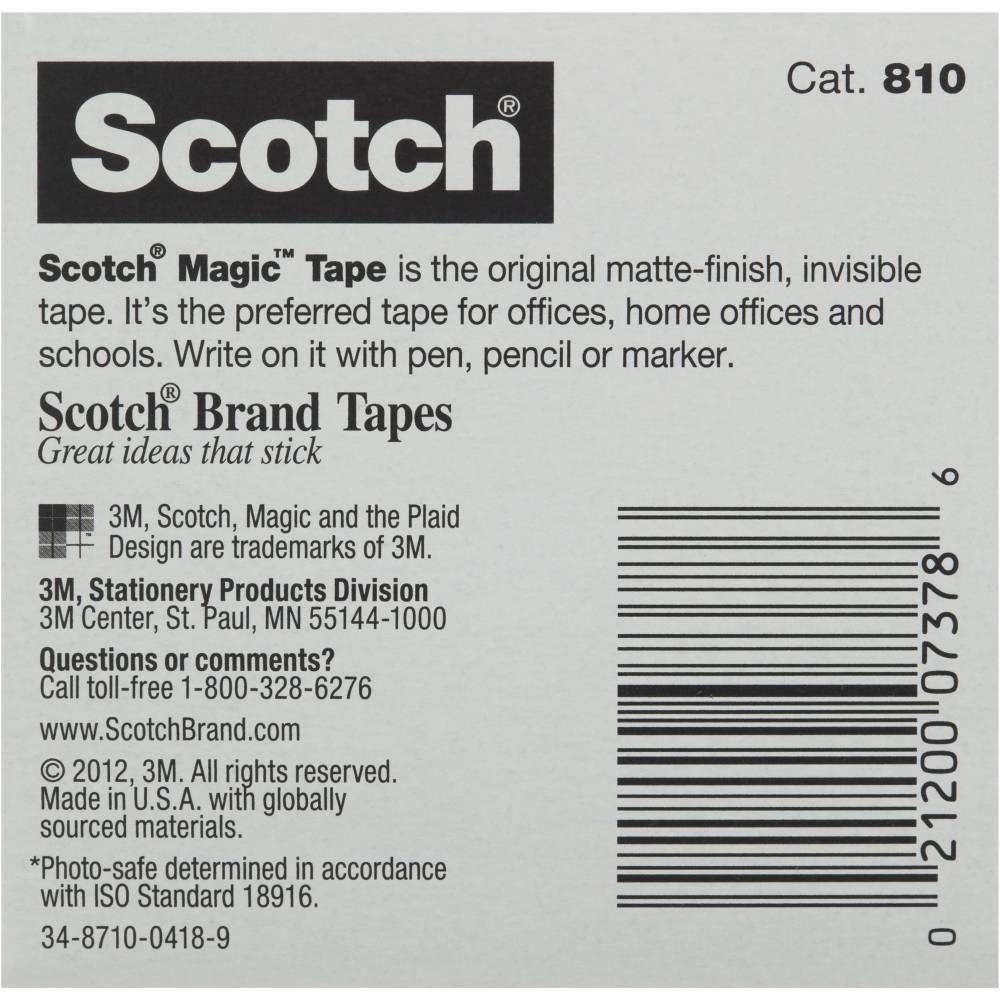 Scotch®
Cat. 810
Scotch® Magic™ Tape is the original matte-finish, invisible
tape. It's the preferred tape for offices, home offices and
schools. Write on it with pen, pencil or marker.
Scotch® Brand Tapes
Great ideas that stick
3M, Scotch, Magic and the Plaid
Design are trademarks of 3M.
™
3M, Stationery Products Division
3M Center, St. Paul, MN 55144-1000
Questions or comments?
Call toll-free 1-800-328-6276
www.ScotchBrand.com
© 2012, 3M. All rights reserved.
Made in U.S.A. with globally
sourced materials.
*Photo-safe determined in accordance
with ISO Standard 18916.
34-8710-0418-9
0 21200 07378 6